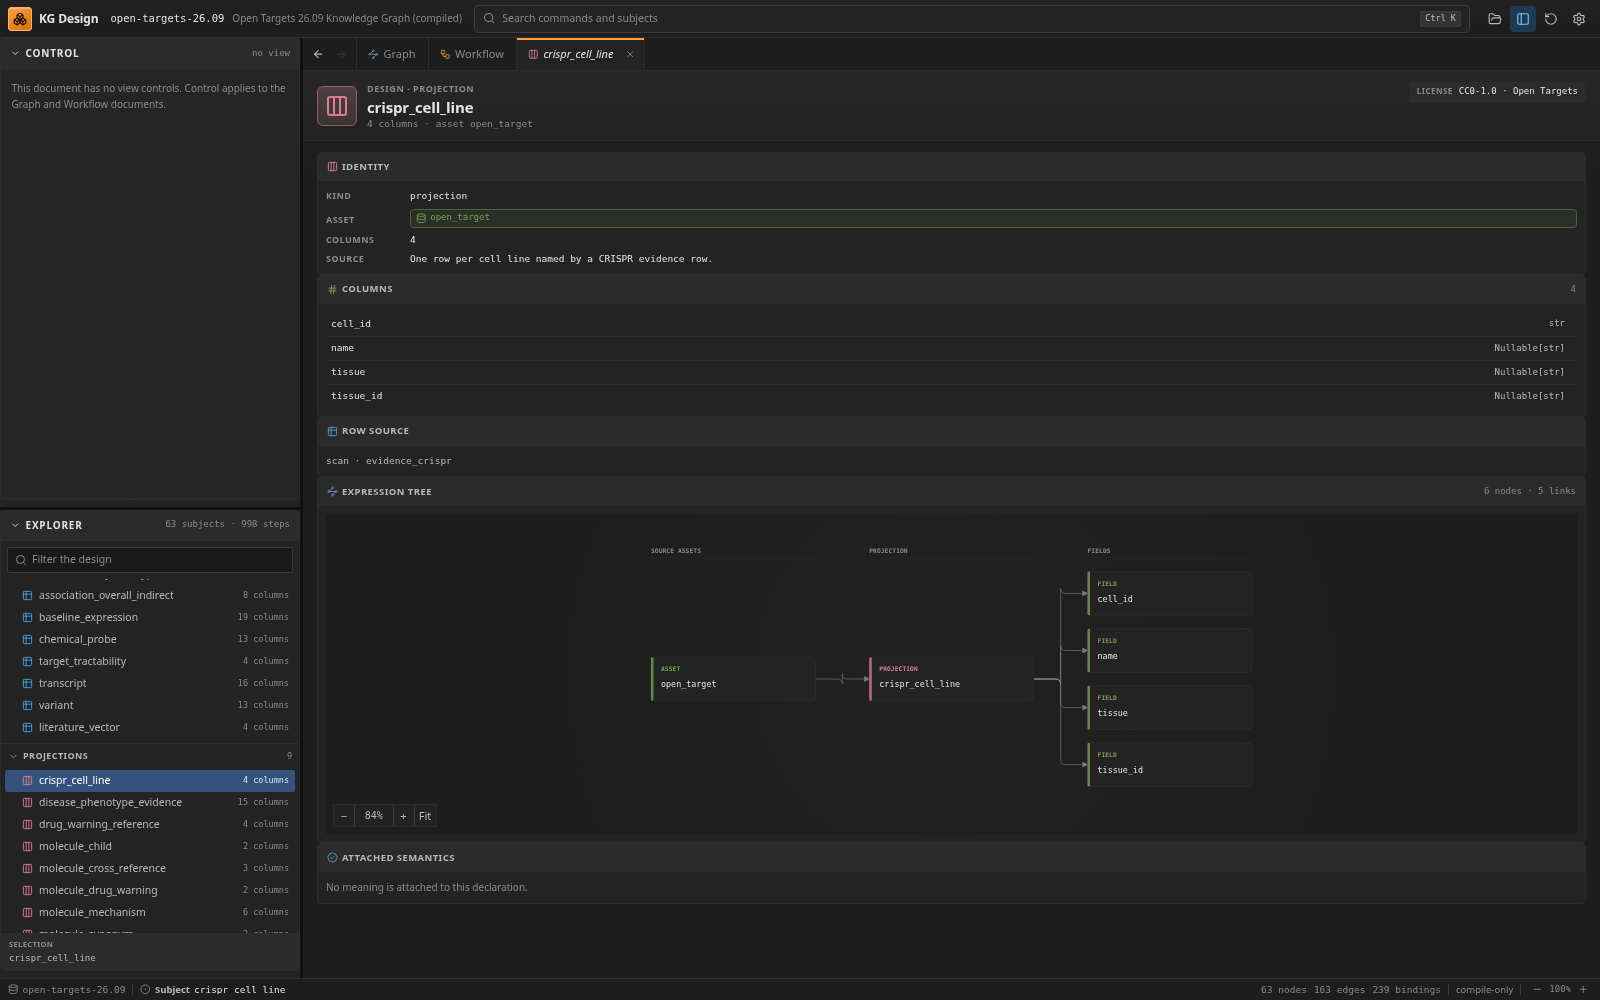 KG Design open-targets-26.09 Open Targets 26.09 Knowledge Graph (compiled) Search commands and subjects Ctrl K
CONTROL no view
This document has no view controls. Control applies to the
Graph and Workflow documents.
EXPLORER 63 subjects · 998 steps
Filter the design
association_overall_indirect 8 columns
baseline_expression 19 columns
chemical_probe 13 columns
target_tractability 4 columns
transcript 16 columns
variant 13 columns
literature_vector 4 columns
PROJECTIONS 9
crispr_cell_line 4 columns
disease_phenotype_evidence 15 columns
drug_warning_reference 4 columns
molecule_child 2 columns
molecule_cross_reference 3 columns
molecule_drug_warning 2 columns
molecule_mechanism 6 columns
SELECTION
crispr_cell_line
Graph Workflow crispr_cell_line
DESIGN · PROJECTION
crispr_cell_line
4 columns · asset open_target
LICENSE CC0-1.0 · Open Targets
IDENTITY
KIND projection
ASSET open_target
COLUMNS 4
SOURCE One row per cell line named by a CRISPR evidence row.
COLUMNS 4
cell_id str
name Nullable[str]
tissue Nullable[str]
tissue_id Nullable[str]
ROW SOURCE
scan · evidence_crispr
EXPRESSION TREE 6 nodes · 5 links
SOURCE ASSETS PROJECTION FIELDS
FIELD
cell_id
FIELD
name
ASSET
open_target
PROJECTION
crispr_cell_line
FIELD
tissue
FIELD
tissue_id
− 84% + Fit
ATTACHED SEMANTICS
No meaning is attached to this declaration.
open-targets-26.09 Subject crispr cell line 63 nodes 163 edges 239 bindings compile-only − 100% +